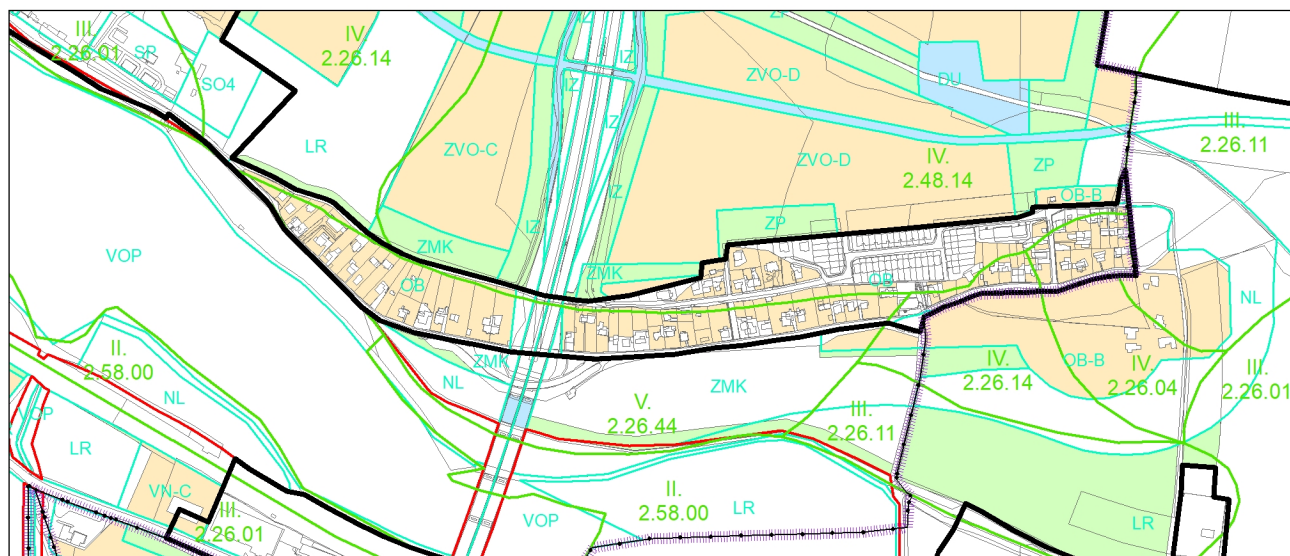 III.
2.26.01
SP
SO4
IV.
2.26.14
LR
ZVO-C
IZ
IZ
IZ
IZ
IZ
IZ
ZVO-D
DU
ZVO-D
IV.
2.48.14
ZP
III.
2.26.11
OB-B
ZP
ZMK
ZMK
VOP
OB
OB
NL
II.
2.58.00
NL
ZMK
NL
ZMK
V.
2.26.44
III.
2.26.11
IV.
2.26.14
OB-B
IV.
2.26.04
III.
2.26.01
VOP
LR
VN-C
III.
2.26.01
VOP
II.
2.58.00
LR
LR